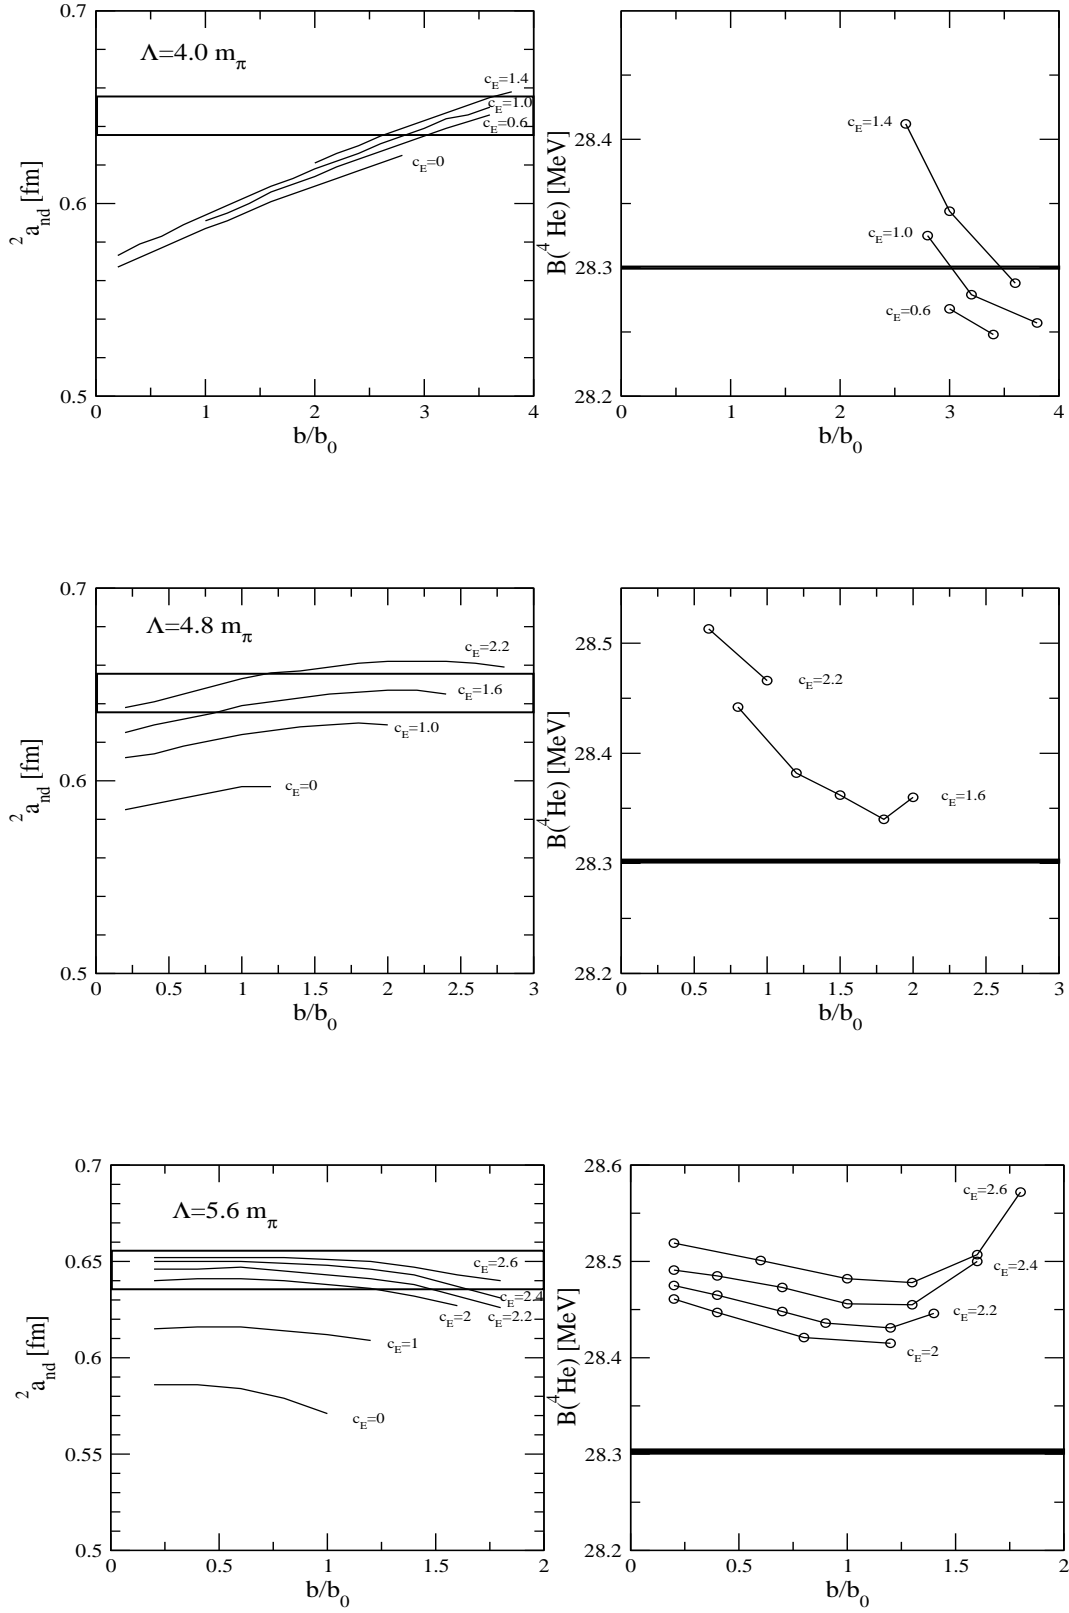 0.7
0.6
0.5
²a_nd [fm]
Λ=4.0 m_π
c_E=1.4
c_E=1.0
c_E=0.6
c_E=0
0 1 2 3 4
b/b_0
28.4
28.3
28.2
B(⁴He) [MeV]
c_E=1.4
c_E=1.0
c_E=0.6
0 1 2 3 4
b/b_0
0.7
0.6
0.5
²a_nd [fm]
Λ=4.8 m_π
c_E=2.2
c_E=1.6
c_E=1.0
c_E=0
0 0.5 1 1.5 2 2.5 3
b/b_0
28.5
28.4
28.3
28.2
B(⁴He) [MeV]
c_E=2.2
c_E=1.6
0 0.5 1 1.5 2 2.5 3
b/b_0
0.7
0.65
0.6
0.55
0.5
²a_nd [fm]
Λ=5.6 m_π
c_E=2.6
c_E=2.4
c_E=2 c_E=2.2
c_E=1
c_E=0
0 0.5 1 1.5 2
b/b_0
28.6
28.5
28.4
28.3
28.2
B(⁴He) [MeV]
c_E=2.6
c_E=2.4
c_E=2.2
c_E=2
0 0.5 1 1.5 2
b/b_0